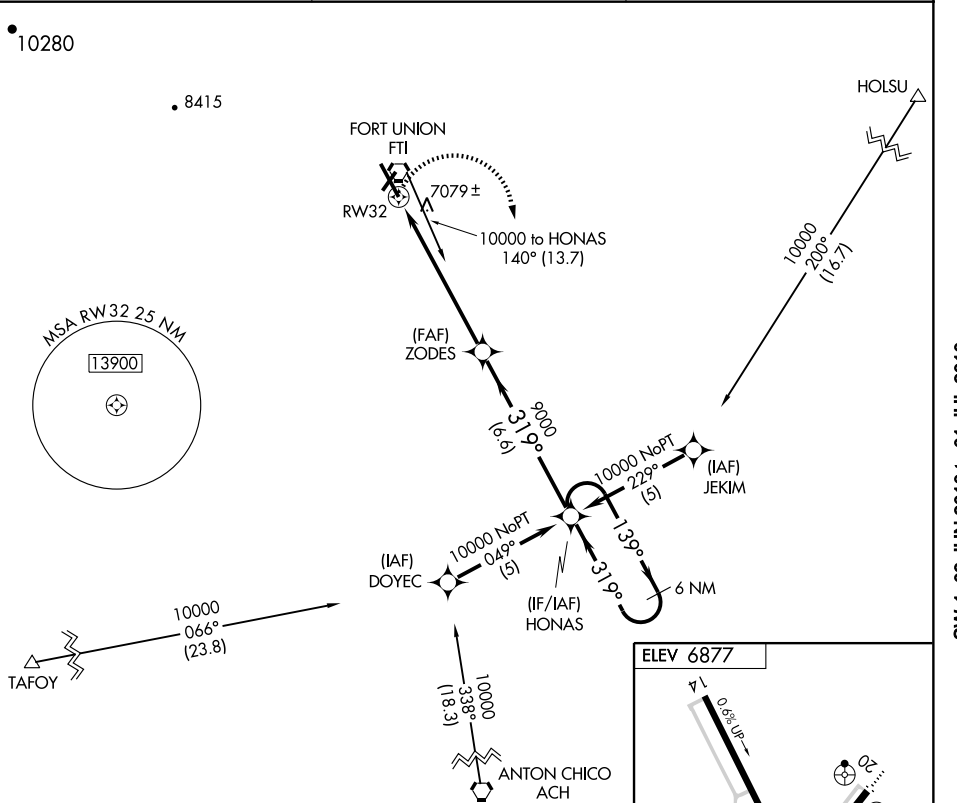 10280
8415
HOLSU
FORT UNION
FTI
7079 ±
RW32
10000 to HONAS
140° (13.7)
10000
200°
(16.7)
MSA RW32 25 NM
13900
(FAF)
ZODES
9000
319°
(6.6)
10000 NoPT
229°
(5)
(IAF)
JEKIM
10000 NoPT
049°
(5)
(IAF)
DOYEC
139°
319°
6 NM
(IF/IAF)
HONAS
10000
066°
(23.8)
TAFOY
10000
338°
(18.3)
ANTON CHICO
ACH
ELEV 6877
14
0.6% UP
20